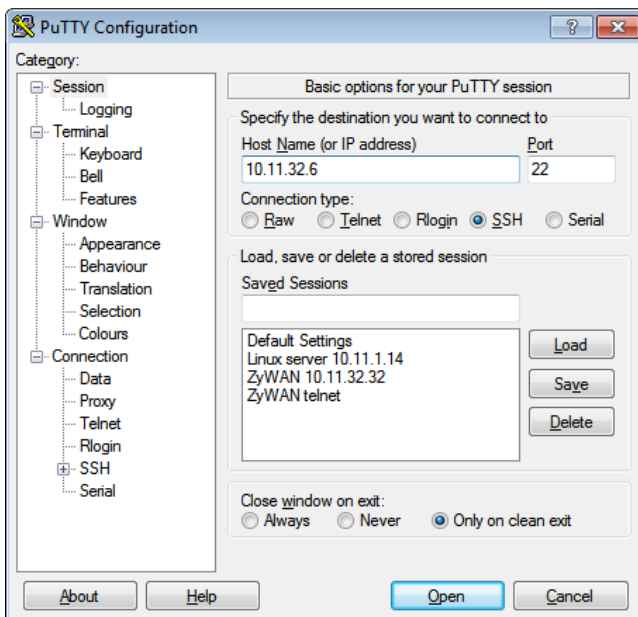 PuTTY Configuration
Category:
Session
Logging
Terminal
Keyboard
Bell
Features
Window
Appearance
Behaviour
Translation
Selection
Colours
Connection
Data
Proxy
Telnet
Rlogin
SSH
Serial
Basic options for your PuTTY session
Specify the destination you want to connect to
Host Name (or IP address) Port
10.11.32.6 22
Connection type:
Raw Telnet Rlogin SSH Serial
Load, save or delete a stored session
Saved Sessions
Default Settings
Linux server 10.11.1.14
ZyWAN 10.11.32.32
ZyWAN telnet
Load
Save
Delete
Close window on exit:
Always Never Only on clean exit
About Help Open Cancel